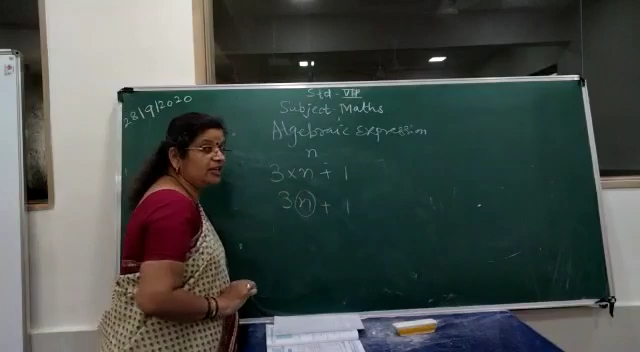 28/9/2020
Std - VII
Subject Maths
Algebraic Expression
n
3 × n + 1
3 n + 1